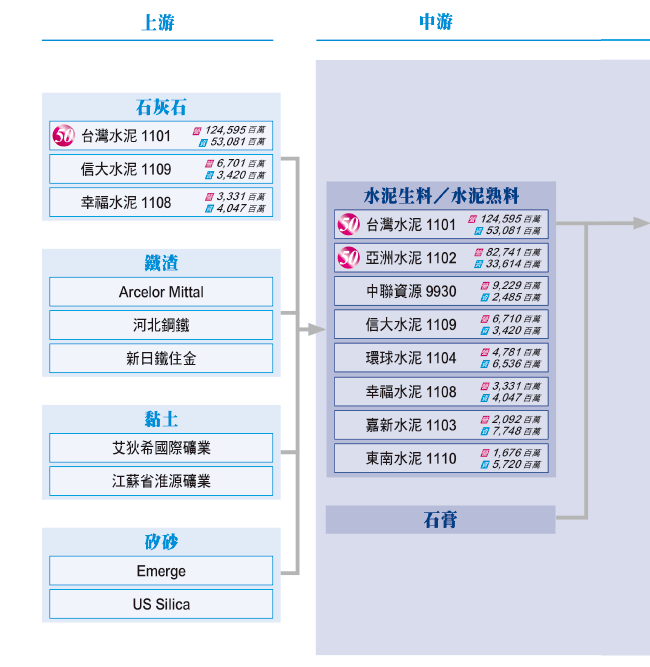 上游
中游
石灰石
50 台灣水泥 1101 124,595 百萬
53,081 百萬
信大水泥 1109 6,701 百萬
3,420 百萬
幸福水泥 1108 3,331 百萬
4,047 百萬
鐵渣
Arcelor Mittal
河北鋼鐵
新日鐵住金
黏土
艾狄希國際礦業
江蘇省淮源礦業
矽砂
Emerge
US Silica
水泥生料／水泥熟料
50 台灣水泥 1101 124,595 百萬
53,081 百萬
50 亞洲水泥 1102 82,741 百萬
33,614 百萬
中聯資源 9930 9,229 百萬
2,485 百萬
信大水泥 1109 6,710 百萬
3,420 百萬
環球水泥 1104 4,781 百萬
6,536 百萬
幸福水泥 1108 3,331 百萬
4,047 百萬
嘉新水泥 1103 2,092 百萬
7,748 百萬
東南水泥 1110 1,676 百萬
5,720 百萬
石膏